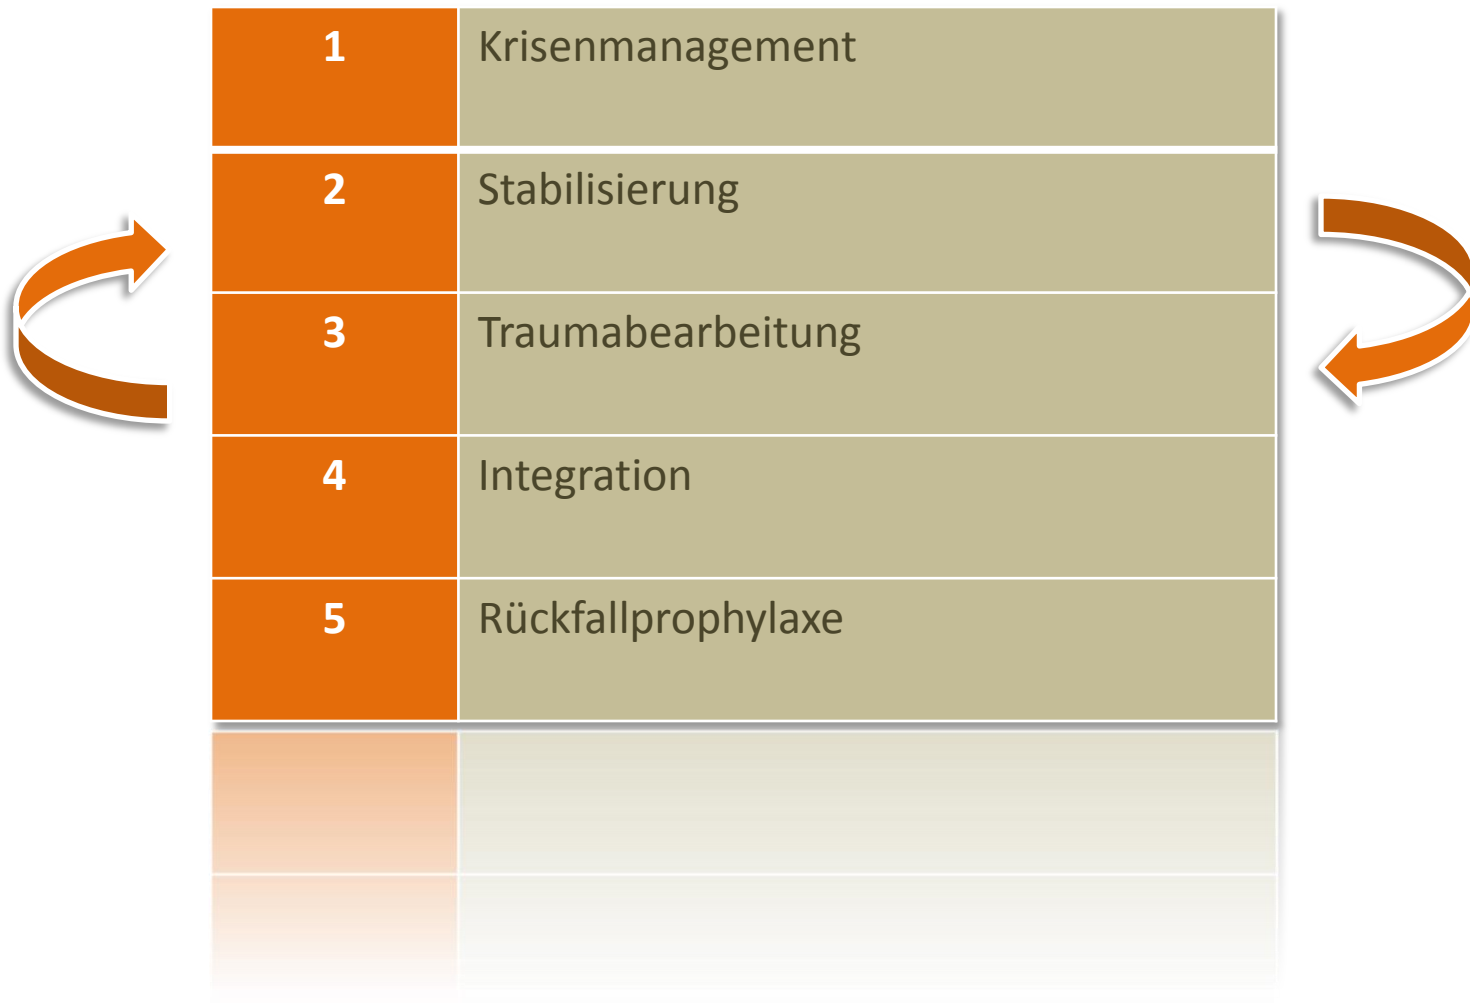 1 Krisenmanagement
2 Stabilisierung
3 Traumabearbeitung
4 Integration
5 Rückfallprophylaxe